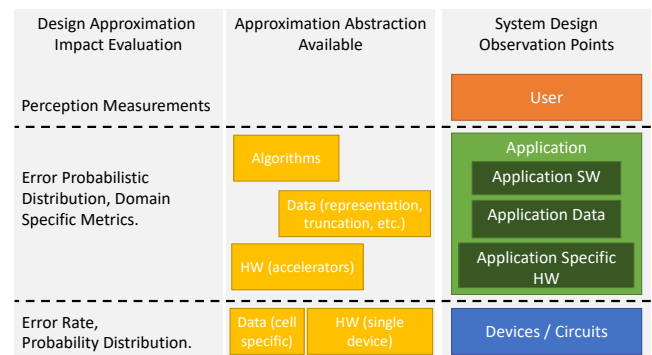 Design Approximation
Impact Evaluation
Approximation Abstraction
Available
System Design
Observation Points
Perception Measurements
User
Error Probabilistic
Distribution, Domain
Specific Metrics.
Algorithms
Data (representation,
truncation, etc.)
HW (accelerators)
Application
Application SW
Application Data
Application Specific
HW
Error Rate,
Probability Distribution.
Data (cell
specific)
HW (single
device)
Devices / Circuits